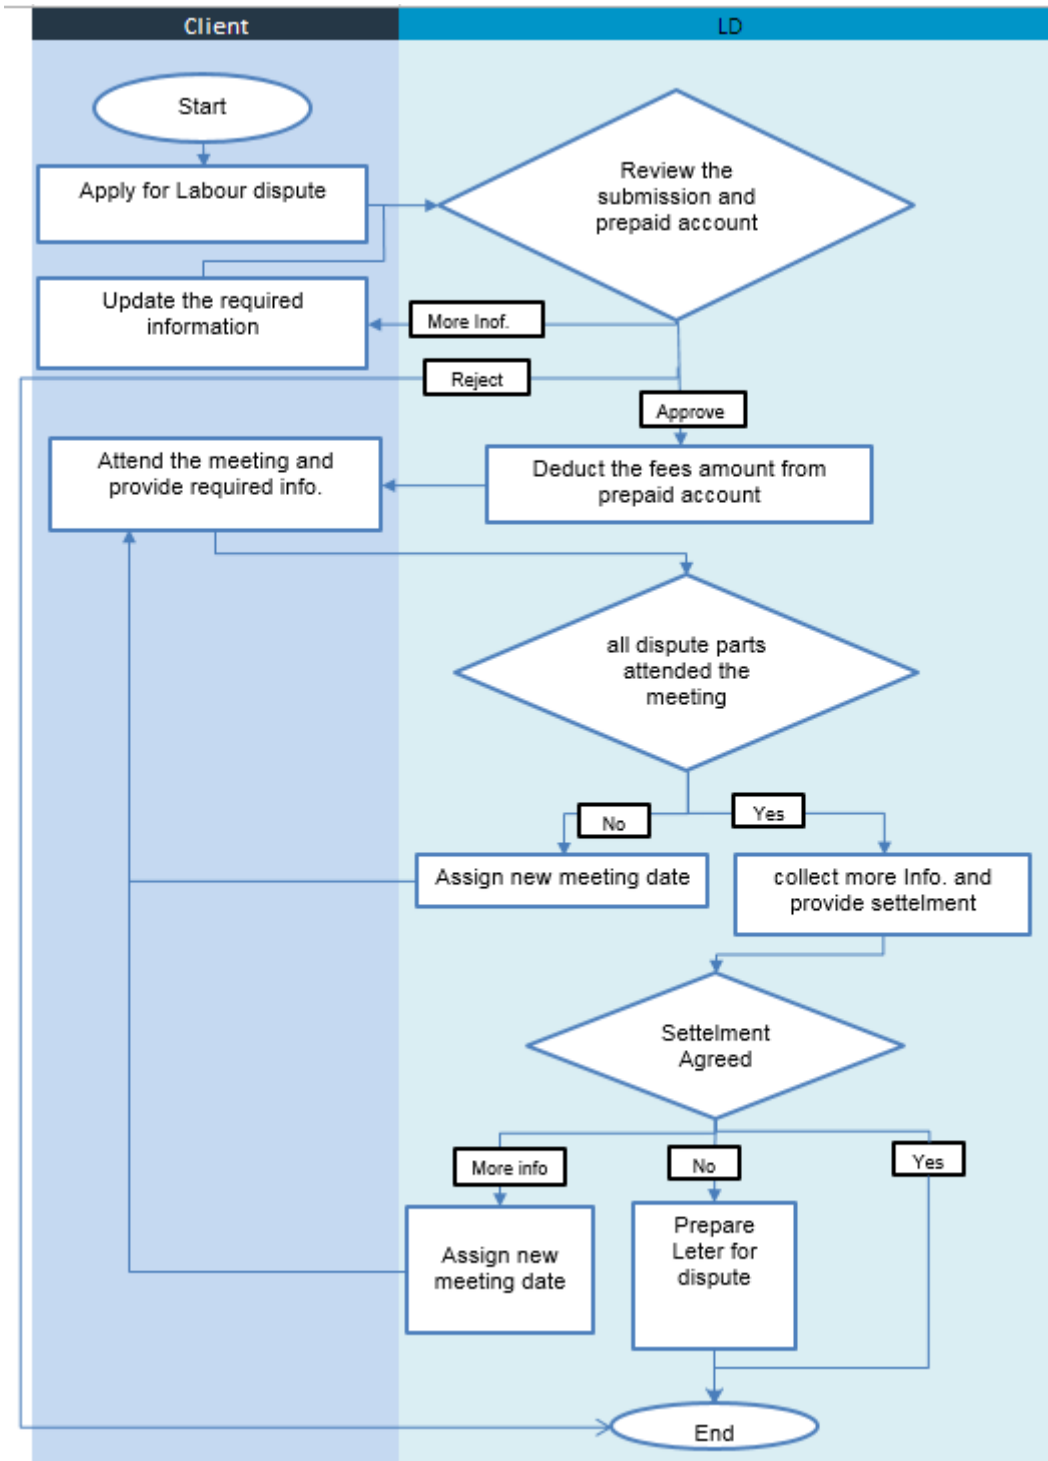 Client
LD
Start
Apply for Labour dispute
Review the
submission and
prepaid account
Update the required
information
More Inof.
Reject
Approve
Attend the meeting and
provide required info.
Deduct the fees amount from
prepaid account
all dispute parts
attended the
meeting
No
Yes
Assign new meeting date
collect more Info. and
provide settelment
Settelment
Agreed
More info
No
Yes
Assign new
meeting date
Prepare
Leter for
dispute
End